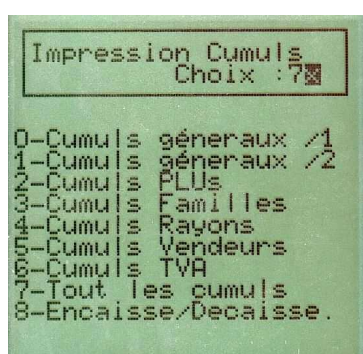 Impression Cumuls
Choix :7
0-Cumuls géneraux /1
1-Cumuls géneraux /2
2-Cumuls PLUs
3-Cumuls Familles
4-Cumuls Rayons
5-Cumuls Vendeurs
6-Cumuls TVA
7-Tout les cumuls
8-Encaisse/Decaisse.